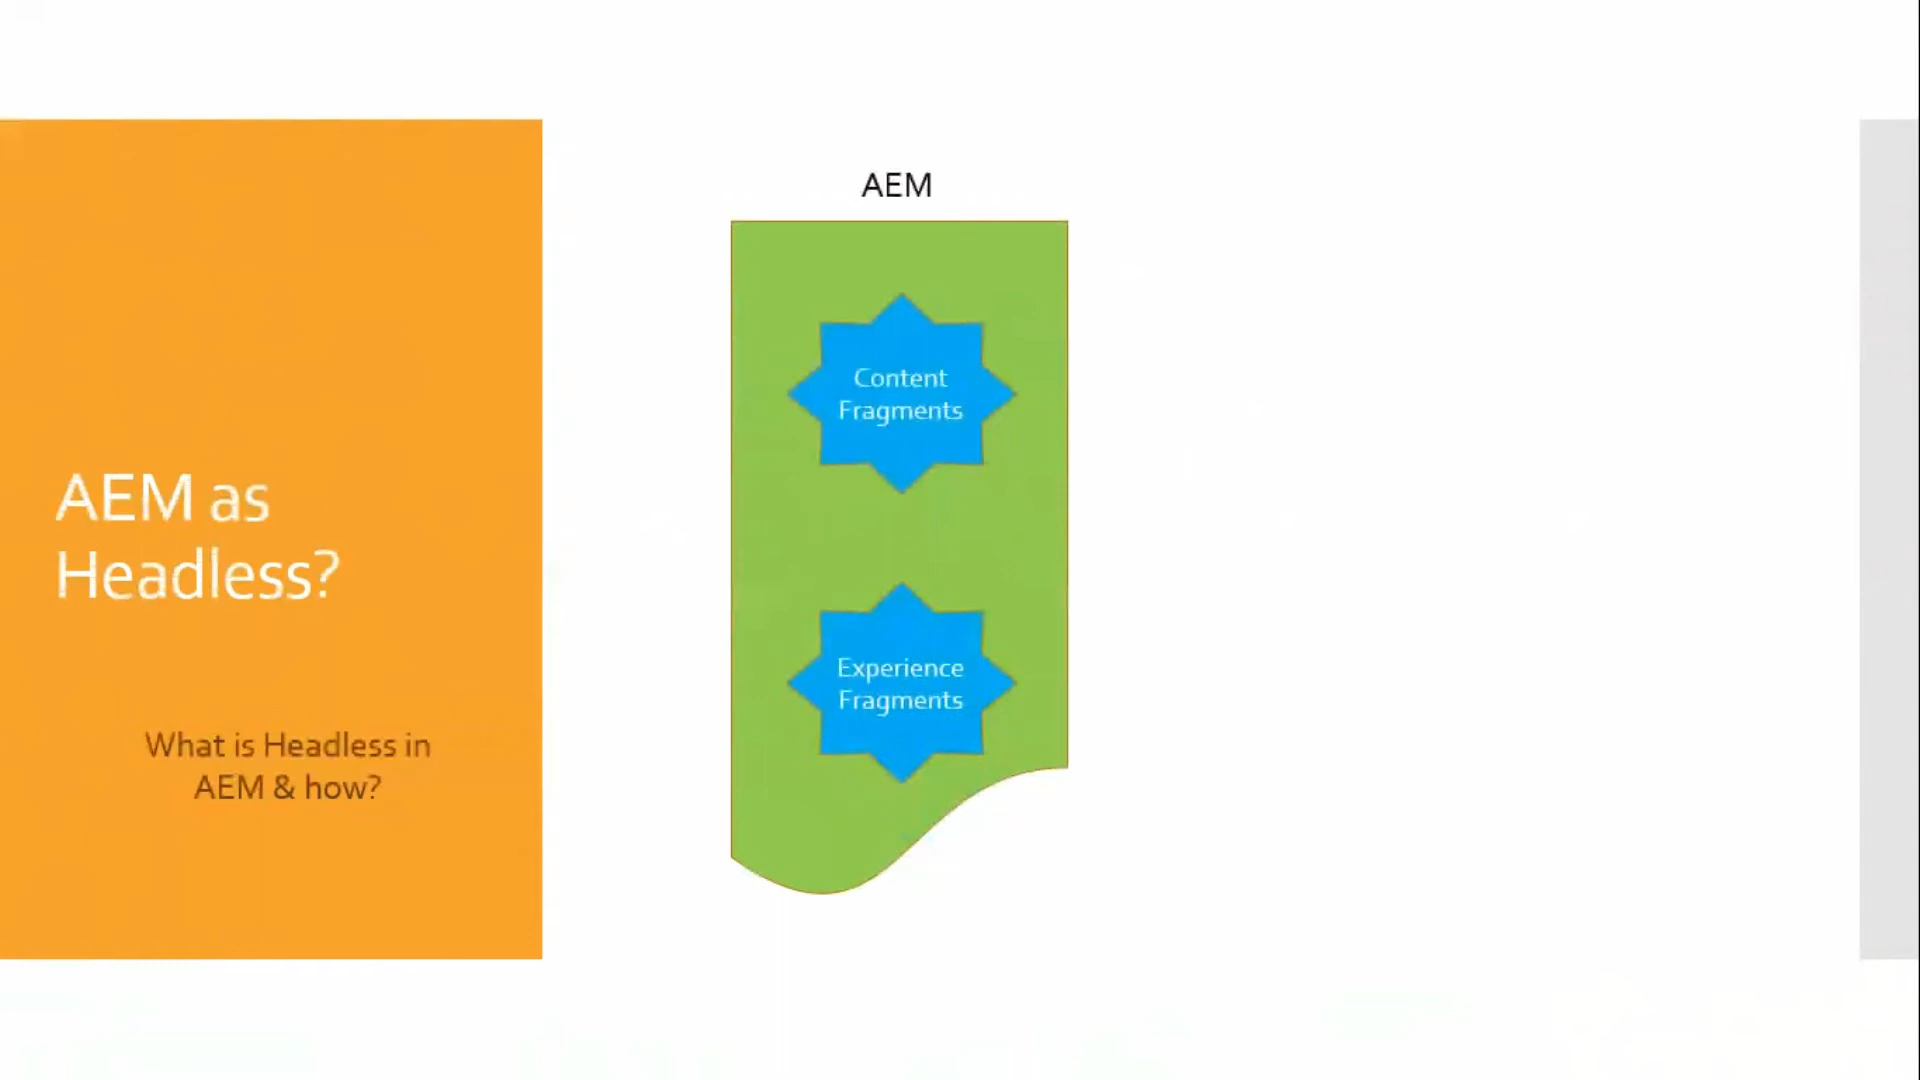 AEM as
Headless?
What is Headless in
AEM & how?
AEM
Content
Fragments
Experience
Fragments